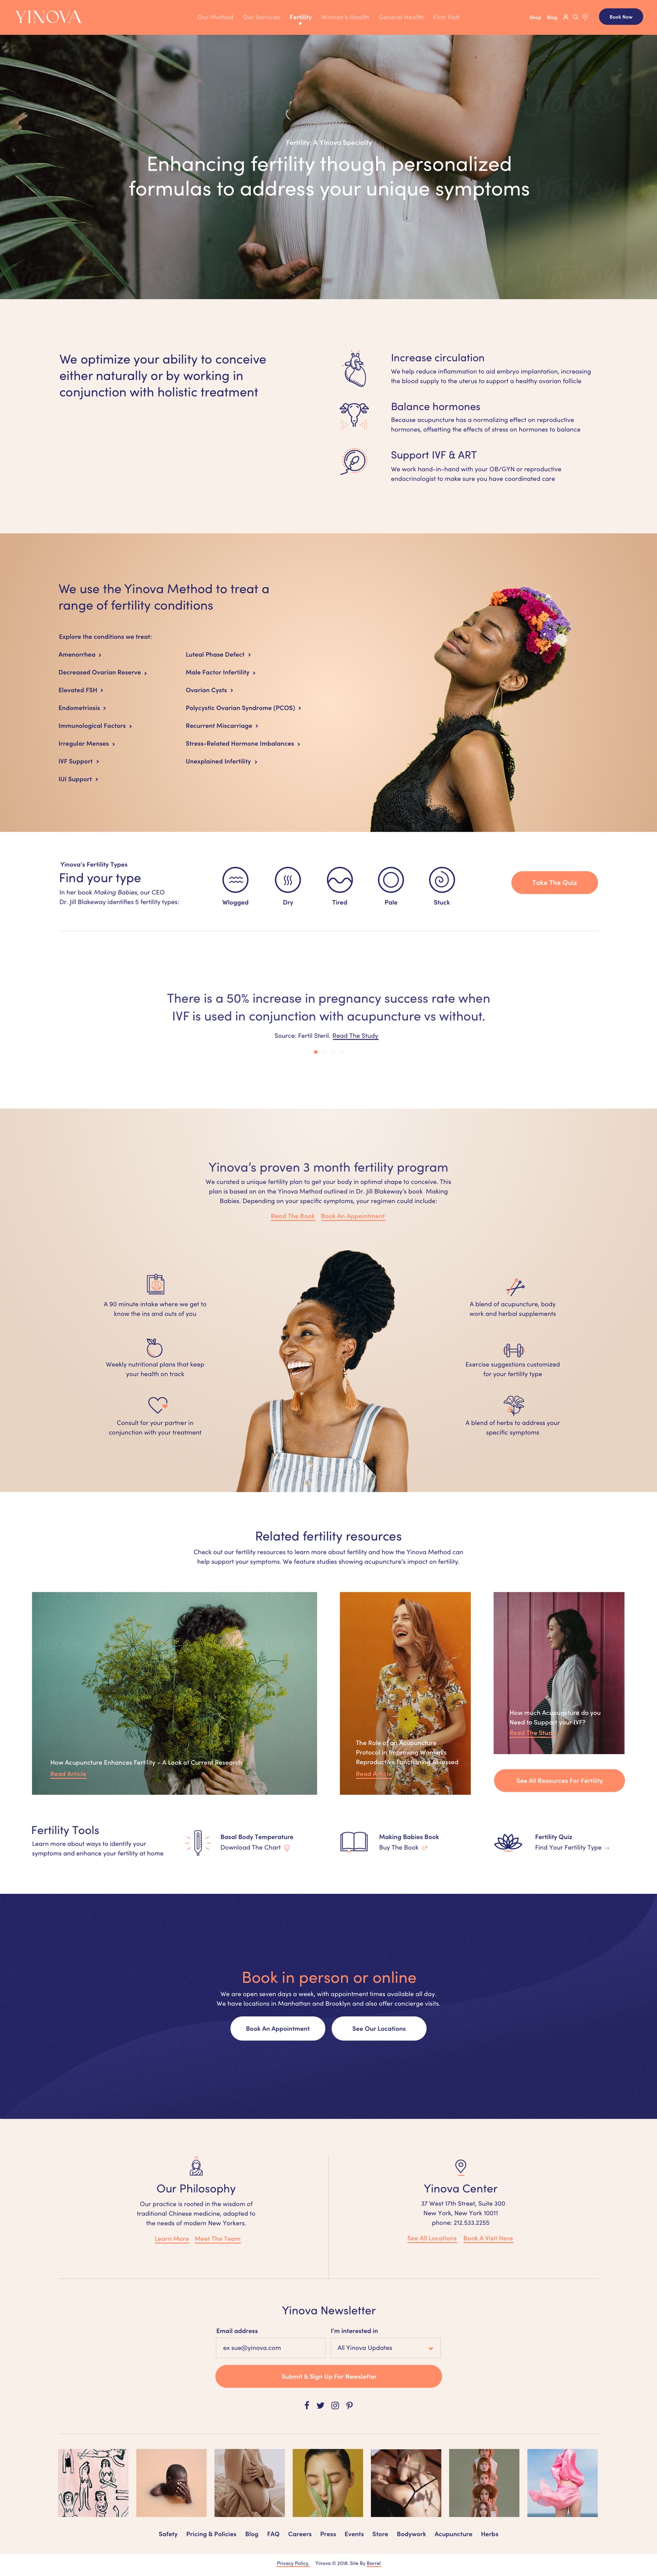 YINOVA
Our Method Our Services Fertility Women's Health General Health First Visit
Shop Blog Book Now
Fertility: A Yinova Specialty
Enhancing fertility though personalized
formulas to address your unique symptoms
We optimize your ability to conceive
either naturally or by working in
conjunction with holistic treatment
Increase circulation
We help reduce inflammation to aid embryo implantation, increasing
the blood supply to the uterus to support a healthy ovarian follicle
Balance hormones
Because acupuncture has a normalizing effect on reproductive
hormones, offsetting the effects of stress on hormones to balance
Support IVF & ART
We work hand-in-hand with your OB/GYN or reproductive
endocrinologist to make sure you have coordinated care
We use the Yinova Method to treat a
range of fertility conditions
Explore the conditions we treat:
Amenorrhea
Decreased Ovarian Reserve
Elevated FSH
Endometriosis
Immunological Factors
Irregular Menses
IVF Support
IUI Support
Luteal Phase Defect
Male Factor Infertility
Ovarian Cysts
Polycystic Ovarian Syndrome (PCOS)
Recurrent Miscarriage
Stress-Related Hormone Imbalances
Unexplained Infertility
Yinova's Fertility Types
Find your type
In her book Making Babies, our CEO
Dr. Jill Blakeway identifies 5 fertility types:
Wlogged
Dry
Tired
Pale
Stuck
Take The Quiz
There is a 50% increase in pregnancy success rate when
IVF is used in conjunction with acupuncture vs without.
Source: Fertil Steril. Read The Study
Yinova's proven 3 month fertility program
We curated a unique fertility plan to get your body in optimal shape to conceive. This
plan is based on on the Yinova Method outlined in Dr. Jill Blakeway's book Making
Babies. Depending on your specific symptoms, your regimen could include:
Read The Book Book An Appointment
A 90 minute intake where we get to
know the ins and outs of you
Weekly nutritional plans that keep
your health on track
Consult for your partner in
conjunction with your treatment
A blend of acupuncture, body
work and herbal supplements
Exercise suggestions customized
for your fertility type
A blend of herbs to address your
specific symptoms
Related fertility resources
Check out our fertility resources to learn more about fertility and how the Yinova Method can
help support your symptoms. We feature studies showing acupuncture's impact on fertility.
How Acupuncture Enhances Fertility – A Look at Current Research
Read Article
The Role of an Acupuncture
Protocol in Improving Women's
Reproductive Functioning Assessed
Read Article
How much Acupuncture do you
Need to Support your IVF?
Read The Study
See All Resources For Fertility
Fertility Tools
Learn more about ways to identify your
symptoms and enhance your fertility at home
Basal Body Temperature
Download The Chart
Making Babies Book
Buy The Book
Fertility Quiz
Find Your Fertility Type
Book in person or online
We are open seven days a week, with appointment times available all day.
We have locations in Manhattan and Brooklyn and also offer concierge visits.
Book An Appointment
See Our Locations
Our Philosophy
Our practice is rooted in the wisdom of
traditional Chinese medicine, adapted to
the needs of modern New Yorkers.
Learn More Meet The Team
Yinova Center
37 West 17th Street, Suite 300
New York, New York 10011
phone: 212.533.2255
See All Locations Book A Visit Here
Yinova Newsletter
Email address
ex sue@yinova.com
I'm interested in
All Yinova Updates
Submit & Sign Up For Newsletter
Safety Pricing & Policies Blog FAQ Careers Press Events Store Bodywork Acupuncture Herbs
Privacy Policy. Yinova © 2018. Site By Barrel